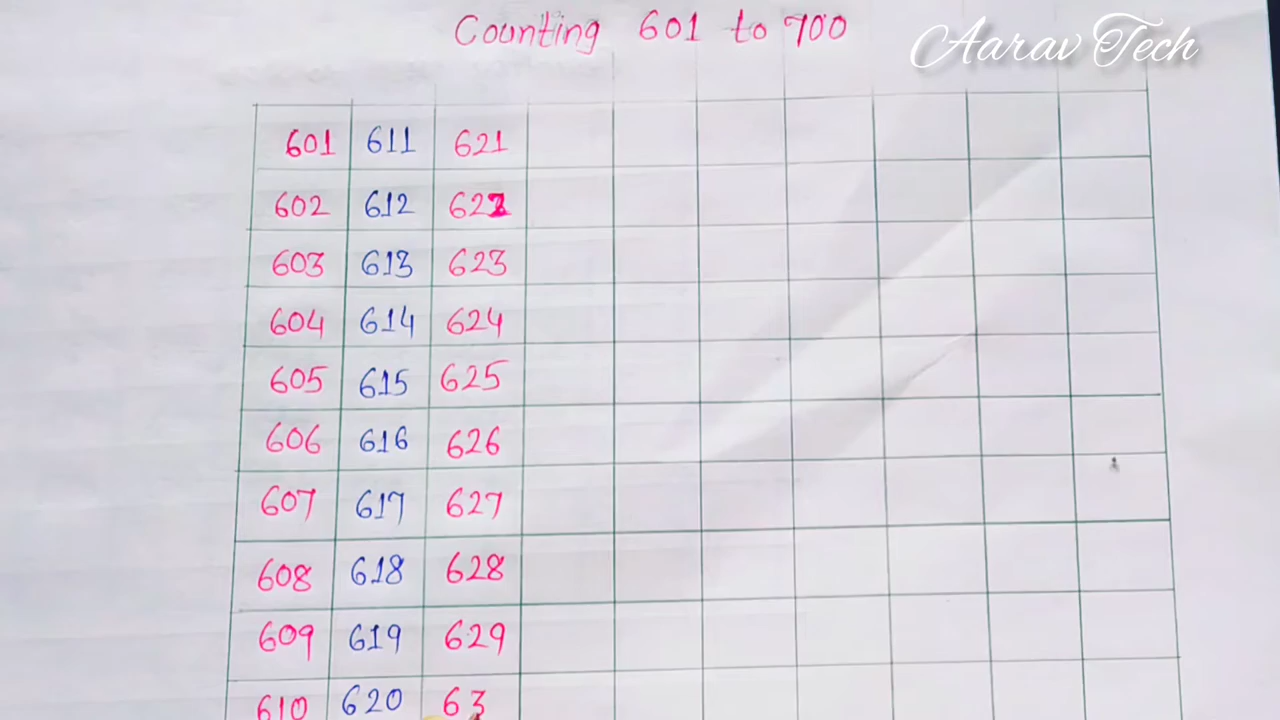 Counting 601 to 700
Aarav Tech
601 611 621
602 612 622
603 613 623
604 614 624
605 615 625
606 616 626
607 617 627
608 618 628
609 619 629
610 620 63